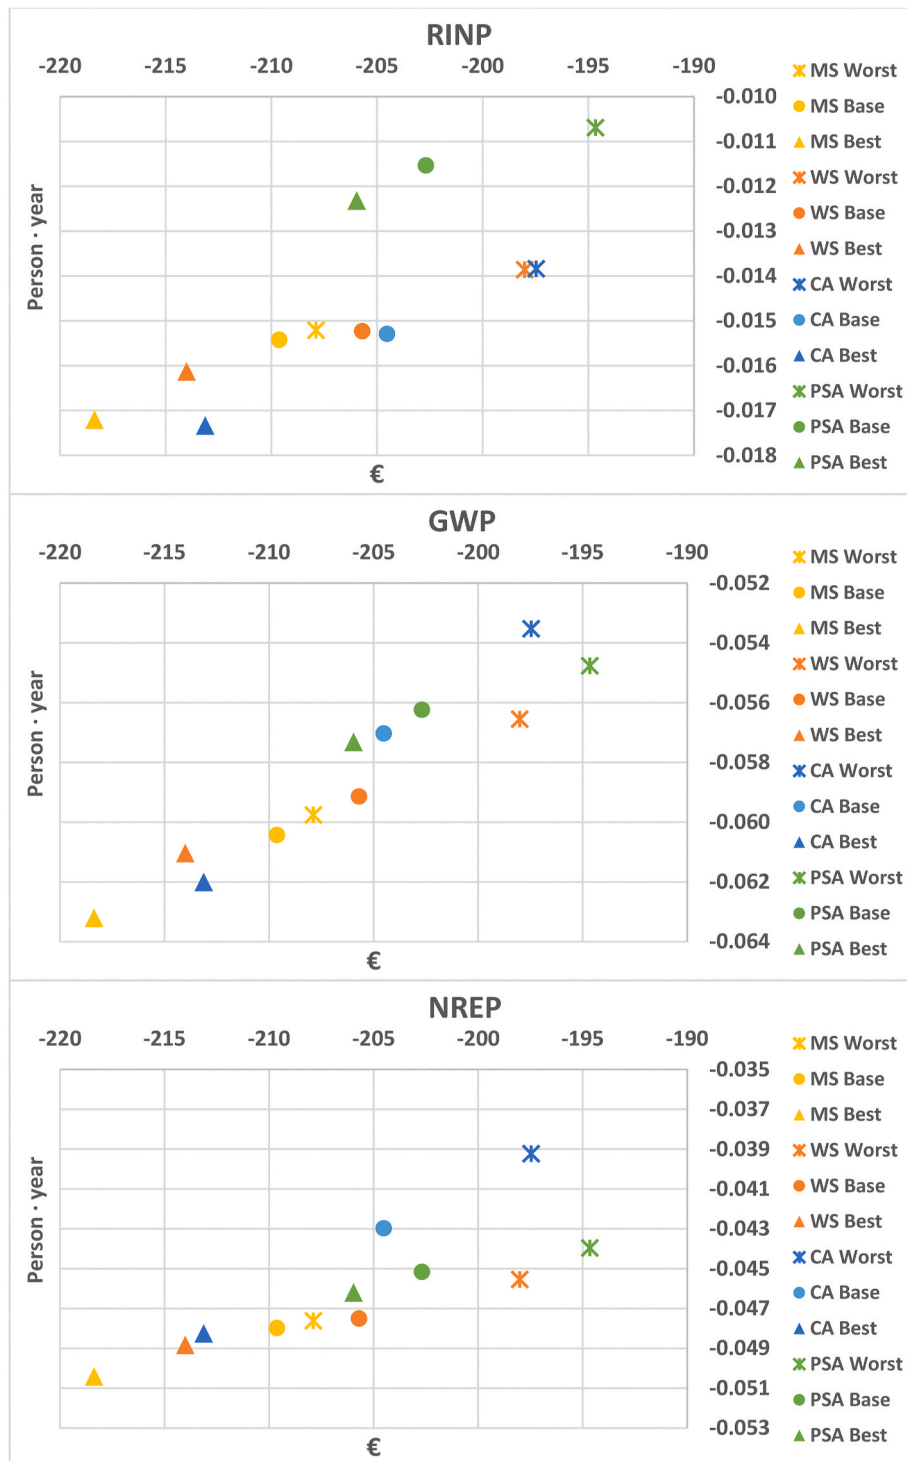 RINP
-220 -215 -210 -205 -200 -195 -190
MS Worst
MS Base
MS Best
WS Worst
WS Base
WS Best
CA Worst
CA Base
CA Best
PSA Worst
PSA Base
PSA Best
-0.010
-0.011
-0.012
-0.013
-0.014
-0.015
-0.016
-0.017
-0.018
Person · year
€
GWP
-220 -215 -210 -205 -200 -195 -190
MS Worst
MS Base
MS Best
WS Worst
WS Base
WS Best
CA Worst
CA Base
CA Best
PSA Worst
PSA Base
PSA Best
-0.052
-0.054
-0.056
-0.058
-0.060
-0.062
-0.064
Person · year
€
NREP
-220 -215 -210 -205 -200 -195 -190
MS Worst
MS Base
MS Best
WS Worst
WS Base
WS Best
CA Worst
CA Base
CA Best
PSA Worst
PSA Base
PSA Best
-0.035
-0.037
-0.039
-0.041
-0.043
-0.045
-0.047
-0.049
-0.051
-0.053
Person · year
€